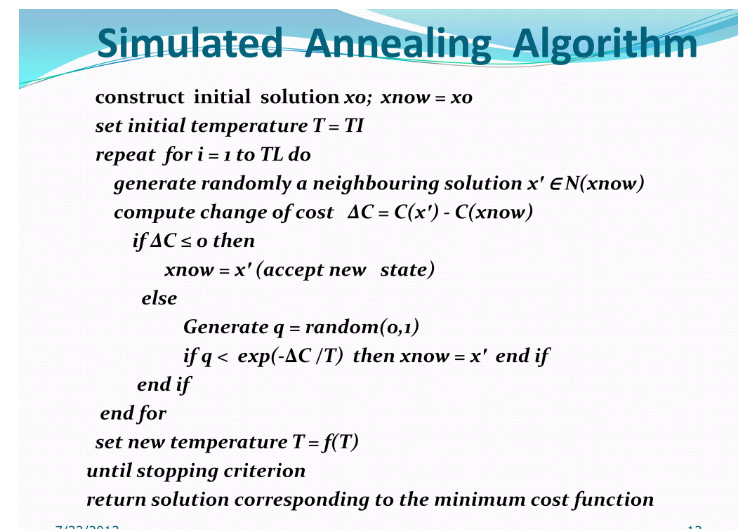 Simulated Annealing Algorithm
construct initial solution xo; xnow = xo
set initial temperature T = TI
repeat for i = 1 to TL do
generate randomly a neighbouring solution x′ ∈ N(xnow)
compute change of cost ΔC = C(x′) - C(xnow)
if ΔC ≤ 0 then
xnow = x′ (accept new state)
else
Generate q = random(0,1)
if q < exp(-ΔC /T) then xnow = x′ end if
end if
end for
set new temperature T = f(T)
until stopping criterion
return solution corresponding to the minimum cost function